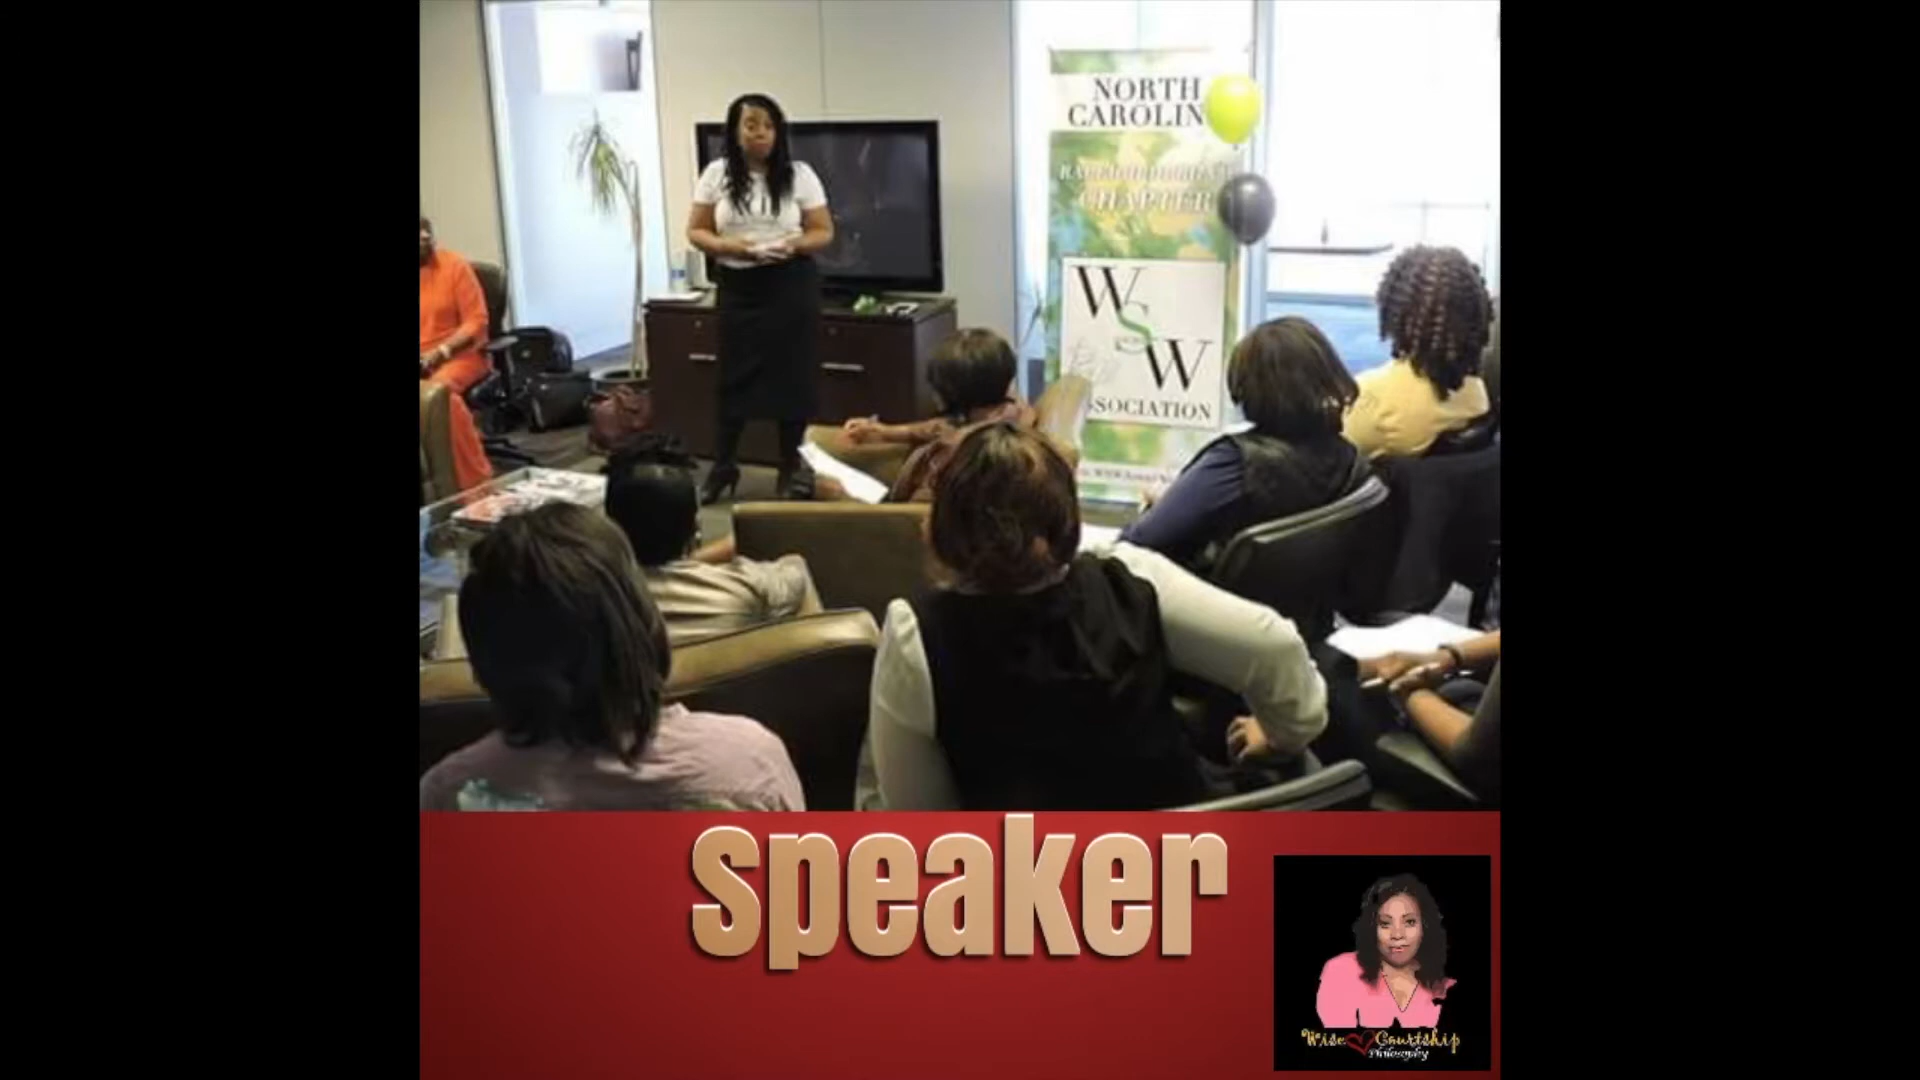 NORTH
CAROLIN
CHAPTER
W
S
W
SSOCIATION
speaker
Wise Courtship
Philosophy